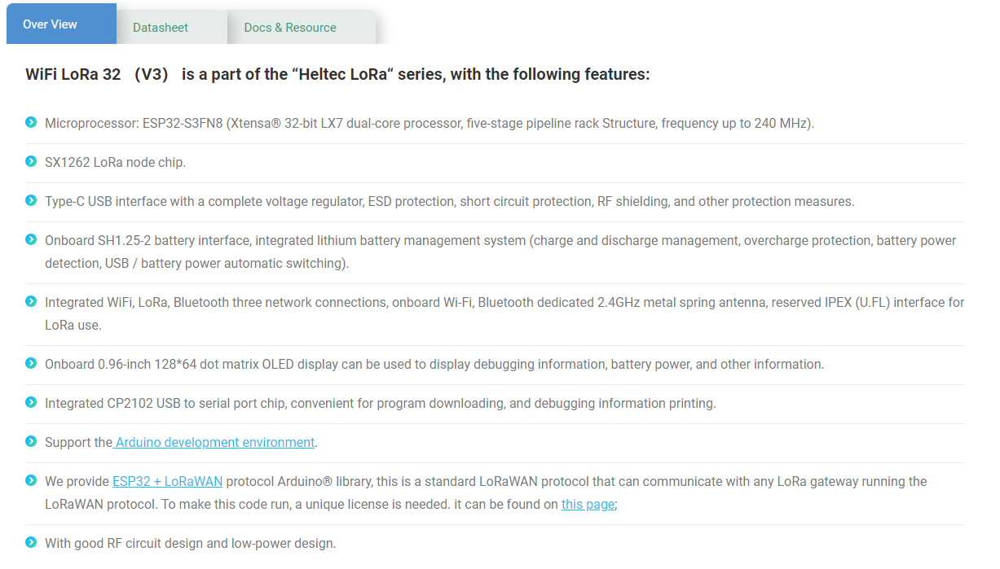 Over View
Datasheet
Docs & Resource
WiFi LoRa 32 （V3） is a part of the “Heltec LoRa“ series, with the following features:
Microprocessor: ESP32-S3FN8 (Xtensa® 32-bit LX7 dual-core processor, five-stage pipeline rack Structure, frequency up to 240 MHz).
SX1262 LoRa node chip.
Type-C USB interface with a complete voltage regulator, ESD protection, short circuit protection, RF shielding, and other protection measures.
Onboard SH1.25-2 battery interface, integrated lithium battery management system (charge and discharge management, overcharge protection, battery power
detection, USB / battery power automatic switching).
Integrated WiFi, LoRa, Bluetooth three network connections, onboard Wi-Fi, Bluetooth dedicated 2.4GHz metal spring antenna, reserved IPEX (U.FL) interface for
LoRa use.
Onboard 0.96-inch 128*64 dot matrix OLED display can be used to display debugging information, battery power, and other information.
Integrated CP2102 USB to serial port chip, convenient for program downloading, and debugging information printing.
Support the Arduino development environment.
We provide ESP32 + LoRaWAN protocol Arduino® library, this is a standard LoRaWAN protocol that can communicate with any LoRa gateway running the
LoRaWAN protocol. To make this code run, a unique license is needed. it can be found on this page;
With good RF circuit design and low-power design.